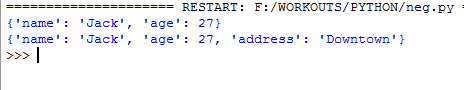 ===================== RESTART: F:/WORKOUTS/PYTHON/neg.py =
{'name': 'Jack', 'age': 27}
{'name': 'Jack', 'age': 27, 'address': 'Downtown'}
>>>